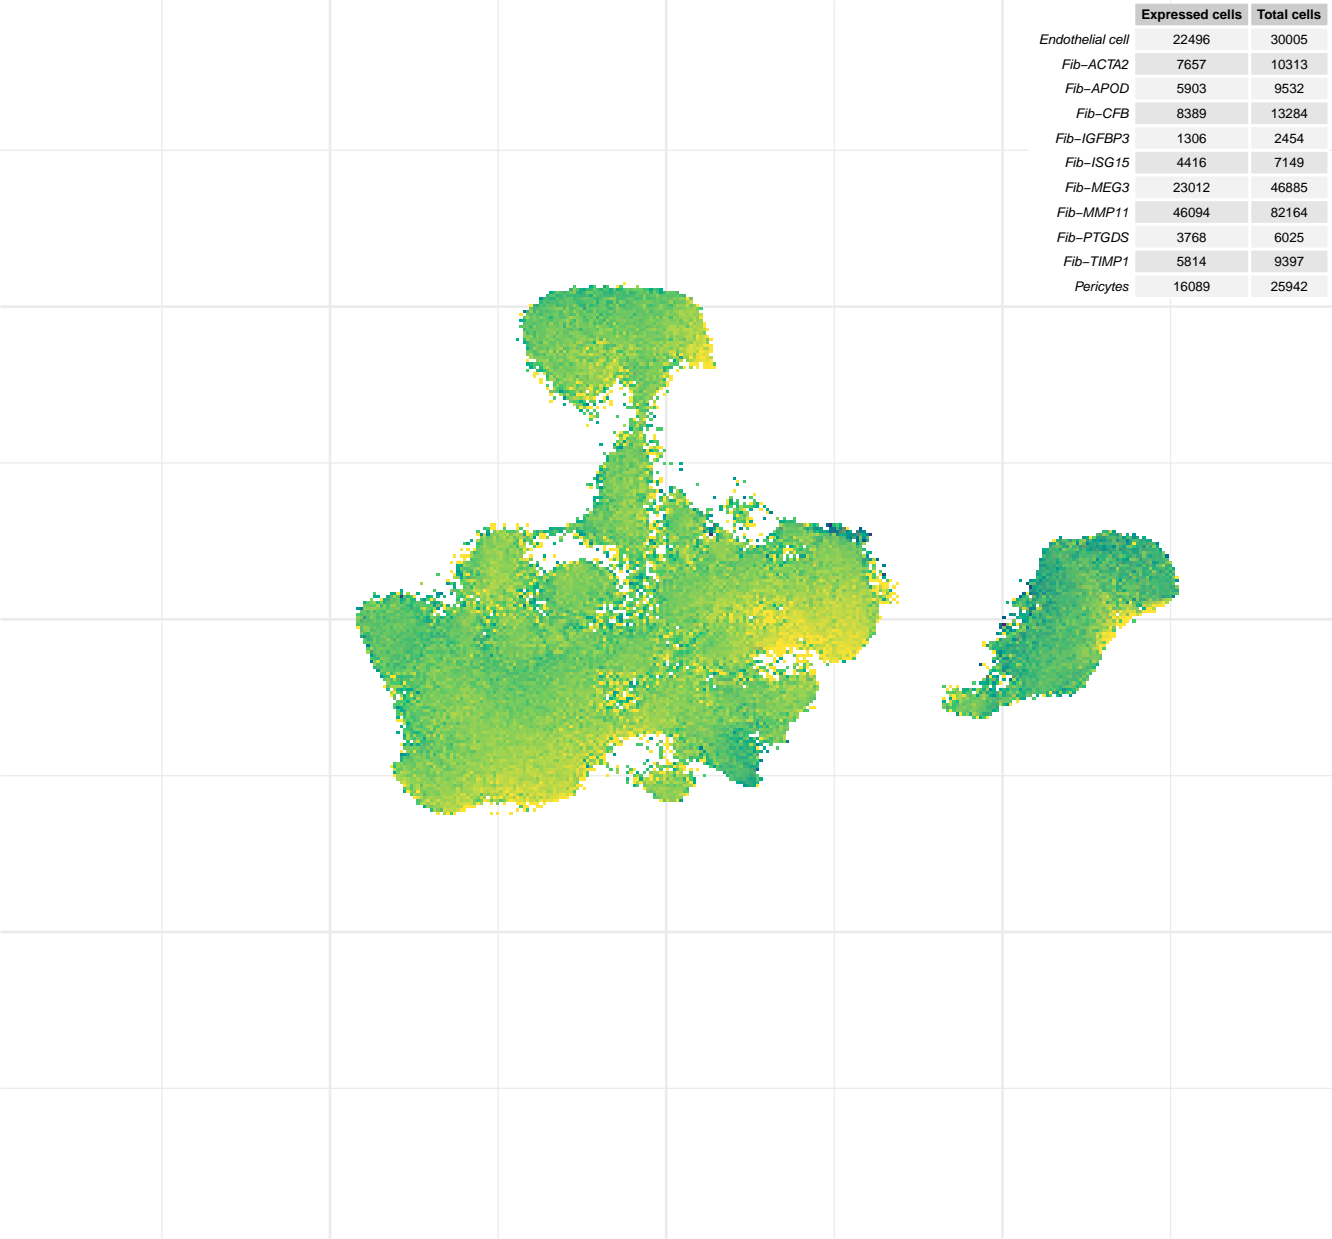 Expressed cells Total cells
Endothelial cell 22496 30005
Fib−ACTA2 7657 10313
Fib−APOD 5903 9532
Fib−CFB 8389 13284
Fib−IGFBP3 1306 2454
Fib−ISG15 4416 7149
Fib−MEG3 23012 46885
Fib−MMP11 46094 82164
Fib−PTGDS 3768 6025
Fib−TIMP1 5814 9397
Pericytes 16089 25942